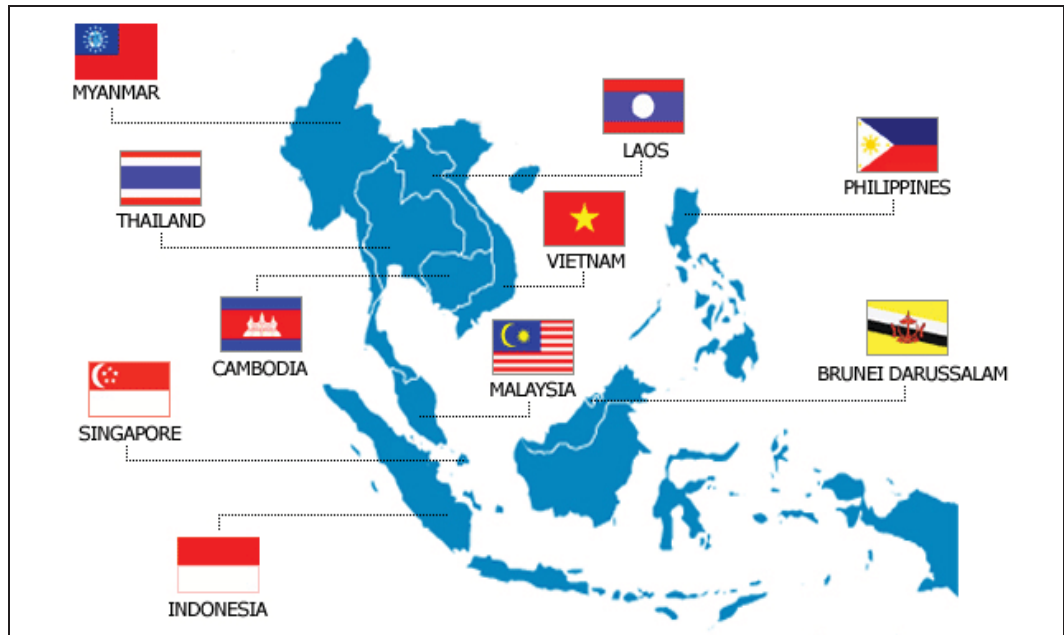 MYANMAR
LAOS
PHILIPPINES
THAILAND
VIETNAM
CAMBODIA
MALAYSIA
BRUNEI DARUSSALAM
SINGAPORE
INDONESIA